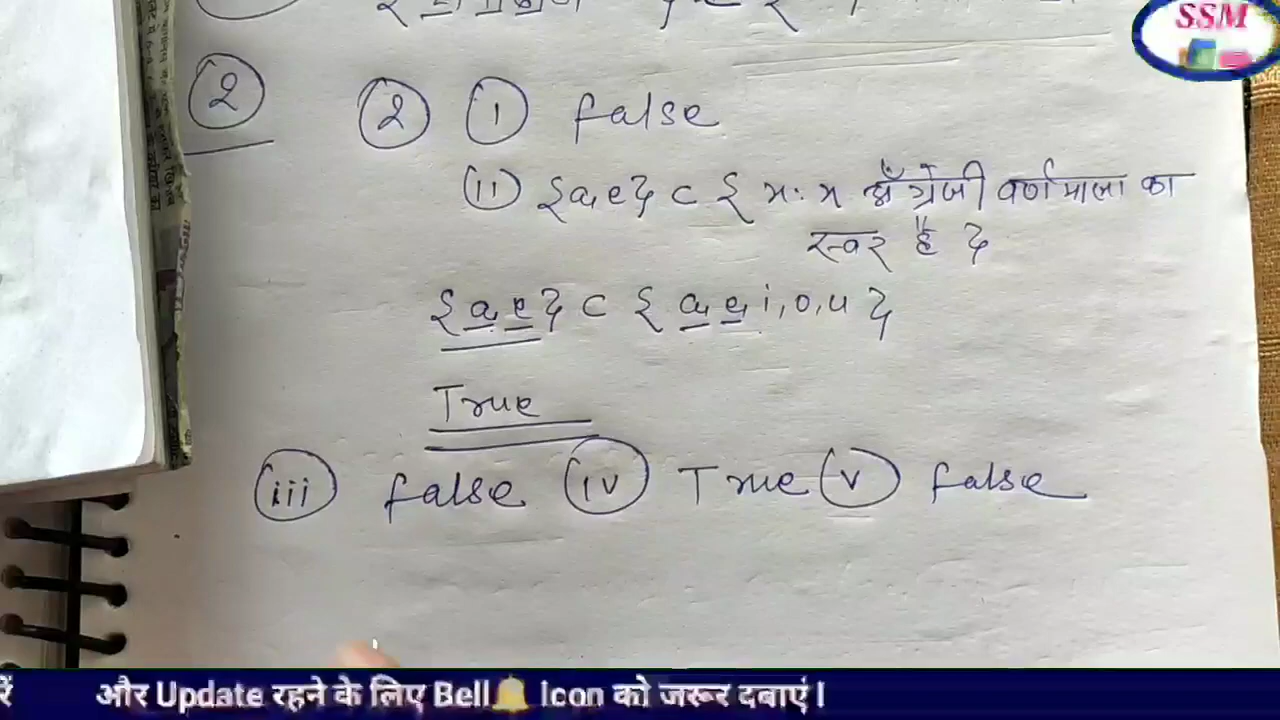 SSM
② ② ① false
(ii) {a, e} ⊂ { x : x अँग्रेजी वर्णमाला का
स्वर है }
{a, e} ⊂ { a, e, i, o, u }
True
(iii) false (iv) True (v) false
रें और Update रहने के लिए Bell🔔 Icon को जरूर दबाएं l